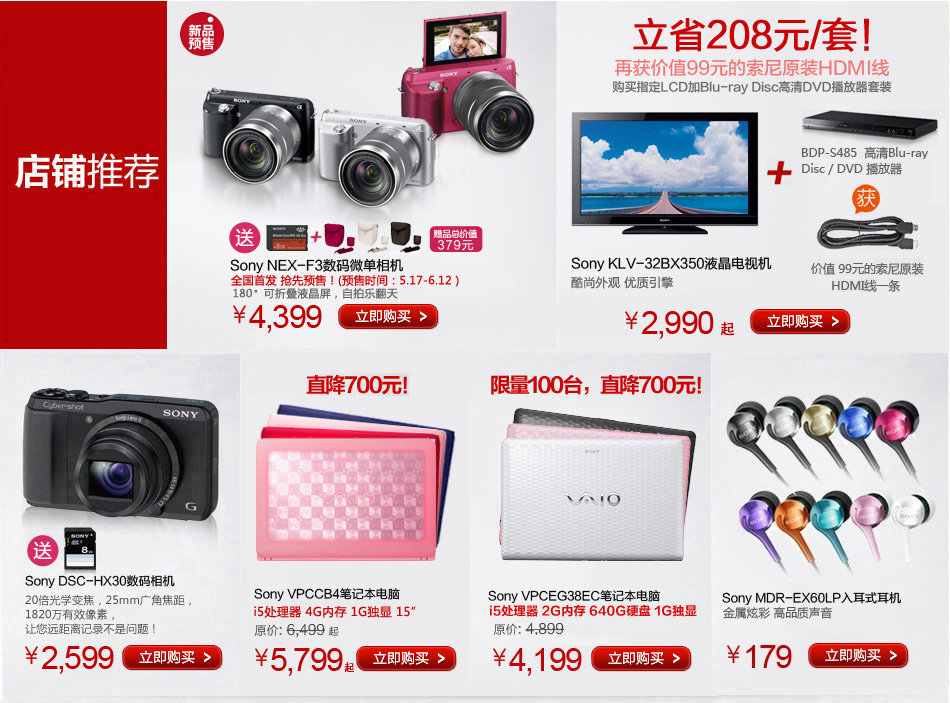 店铺推荐
新品
预售
SONY
SONY
SONY
送
SONY
+
赠品总价值
379元
Sony NEX-F3数码微单相机
全国首发 抢先预售！(预售时间：5.17-6.12 )
180° 可折叠液晶屏，自拍乐翻天
¥4,399 立即购买 >
立省208元/套!
再获价值99元的索尼原装HDMI线
购买指定LCD加Blu-ray Disc高清DVD播放器套装
SONY
+
BDP-S485 高清Blu-ray
Disc / DVD 播放器
获
Sony KLV-32BX350液晶电视机
酷尚外观 优质引擎
价值 99元的索尼原装
HDMI线一条
¥2,990 起 立即购买 >
Cyber-shot
SONY
Sony Lens G
G
送
SONY
8GB
Sony DSC-HX30数码相机
20倍光学变焦，25mm广角焦距，
1820万有效像素，
让您远距离记录不是问题！
¥2,599 立即购买 >
直降700元!
Sony VPCCB4笔记本电脑
i5处理器 4G内存 1G独显 15”
原价: 6,499 起
¥5,799起 立即购买 >
限量100台，直降700元!
SONY
VAIO
Sony VPCEG38EC笔记本电脑
i5处理器 2G内存 640G硬盘 1G独显
原价: 4,899
¥4,199 立即购买 >
Sony MDR-EX60LP入耳式耳机
金属炫彩 高品质声音
¥179 立即购买 >